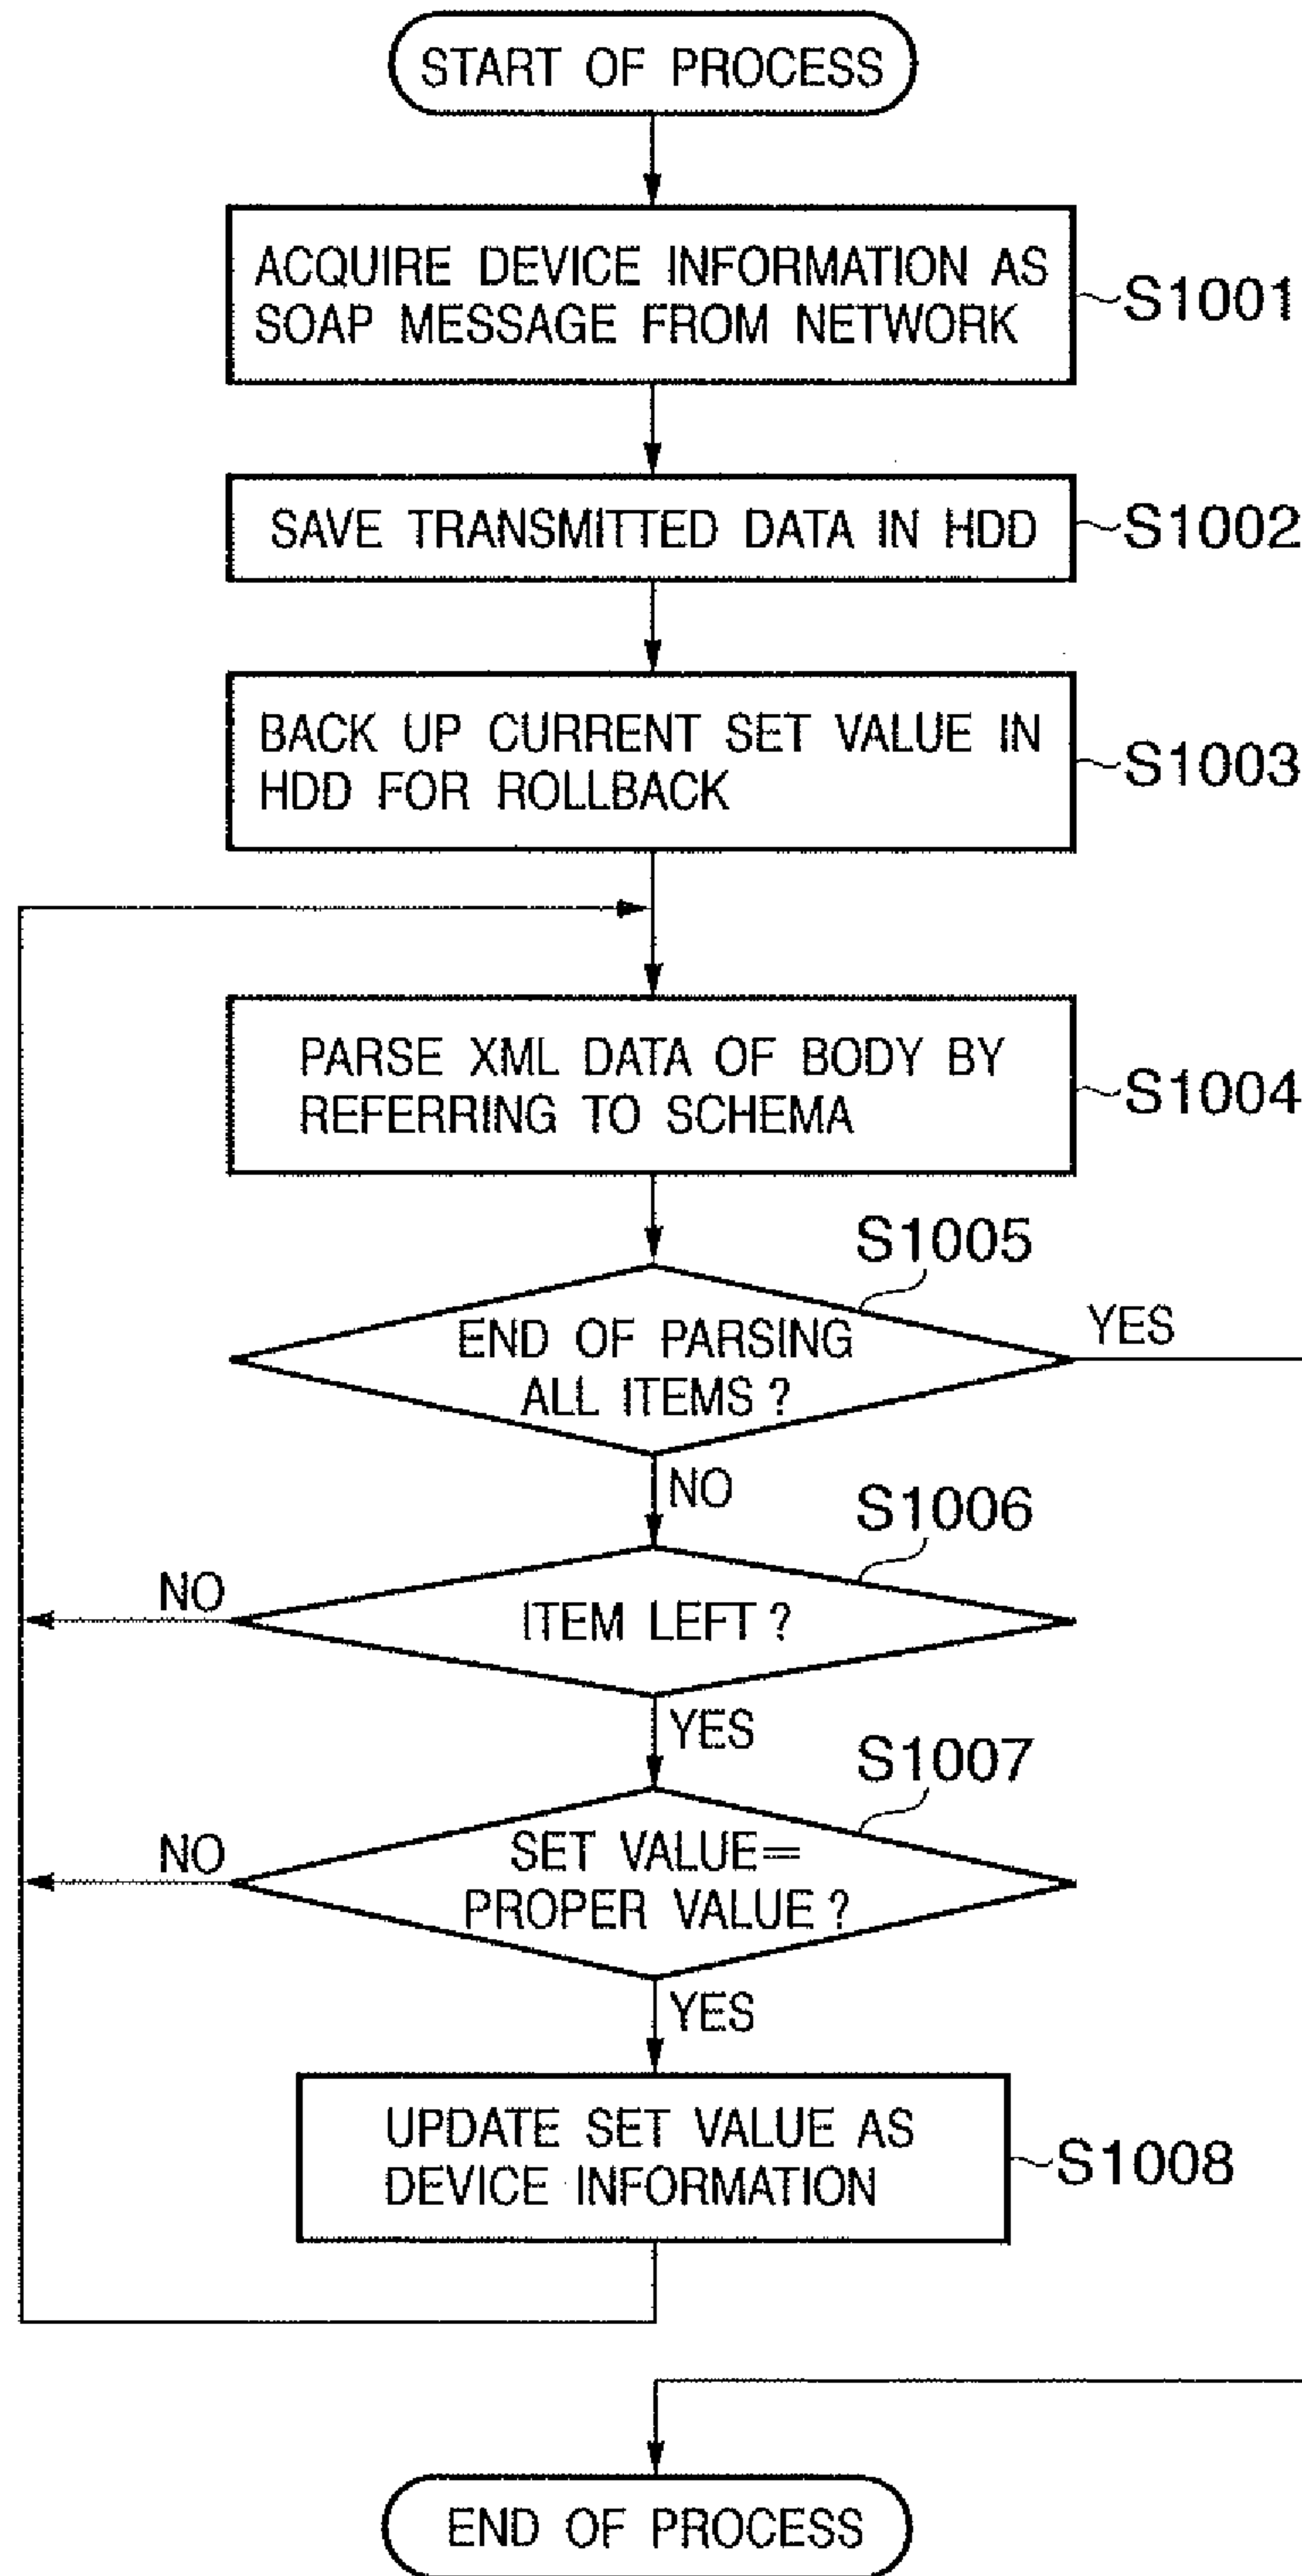 START OF PROCESS
ACQUIRE DEVICE INFORMATION AS
SOAP MESSAGE FROM NETWORK
S1001
SAVE TRANSMITTED DATA IN HDD
S1002
BACK UP CURRENT SET VALUE IN
HDD FOR ROLLBACK
S1003
PARSE XML DATA OF BODY BY
REFERRING TO SCHEMA
S1004
S1005
END OF PARSING
ALL ITEMS?
YES
NO
S1006
ITEM LEFT?
NO
YES
S1007
SET VALUE=
PROPER VALUE?
NO
YES
UPDATE SET VALUE AS
DEVICE INFORMATION
S1008
END OF PROCESS